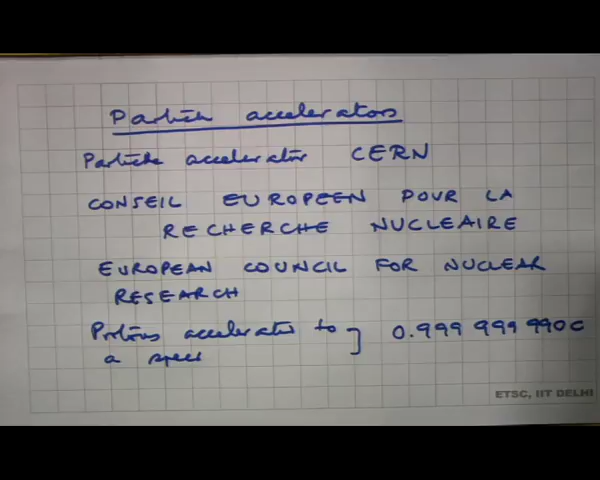 Particle accelerators
Particle accelerator CERN
CONSEIL EUROPEEN POUR LA
RECHERCHE NUCLEAIRE
EUROPEAN COUNCIL FOR NUCLEAR
RESEARCH
Protons accelerated to ] 0.999 999 990 c
a speed
ETSC, IIT DELHI